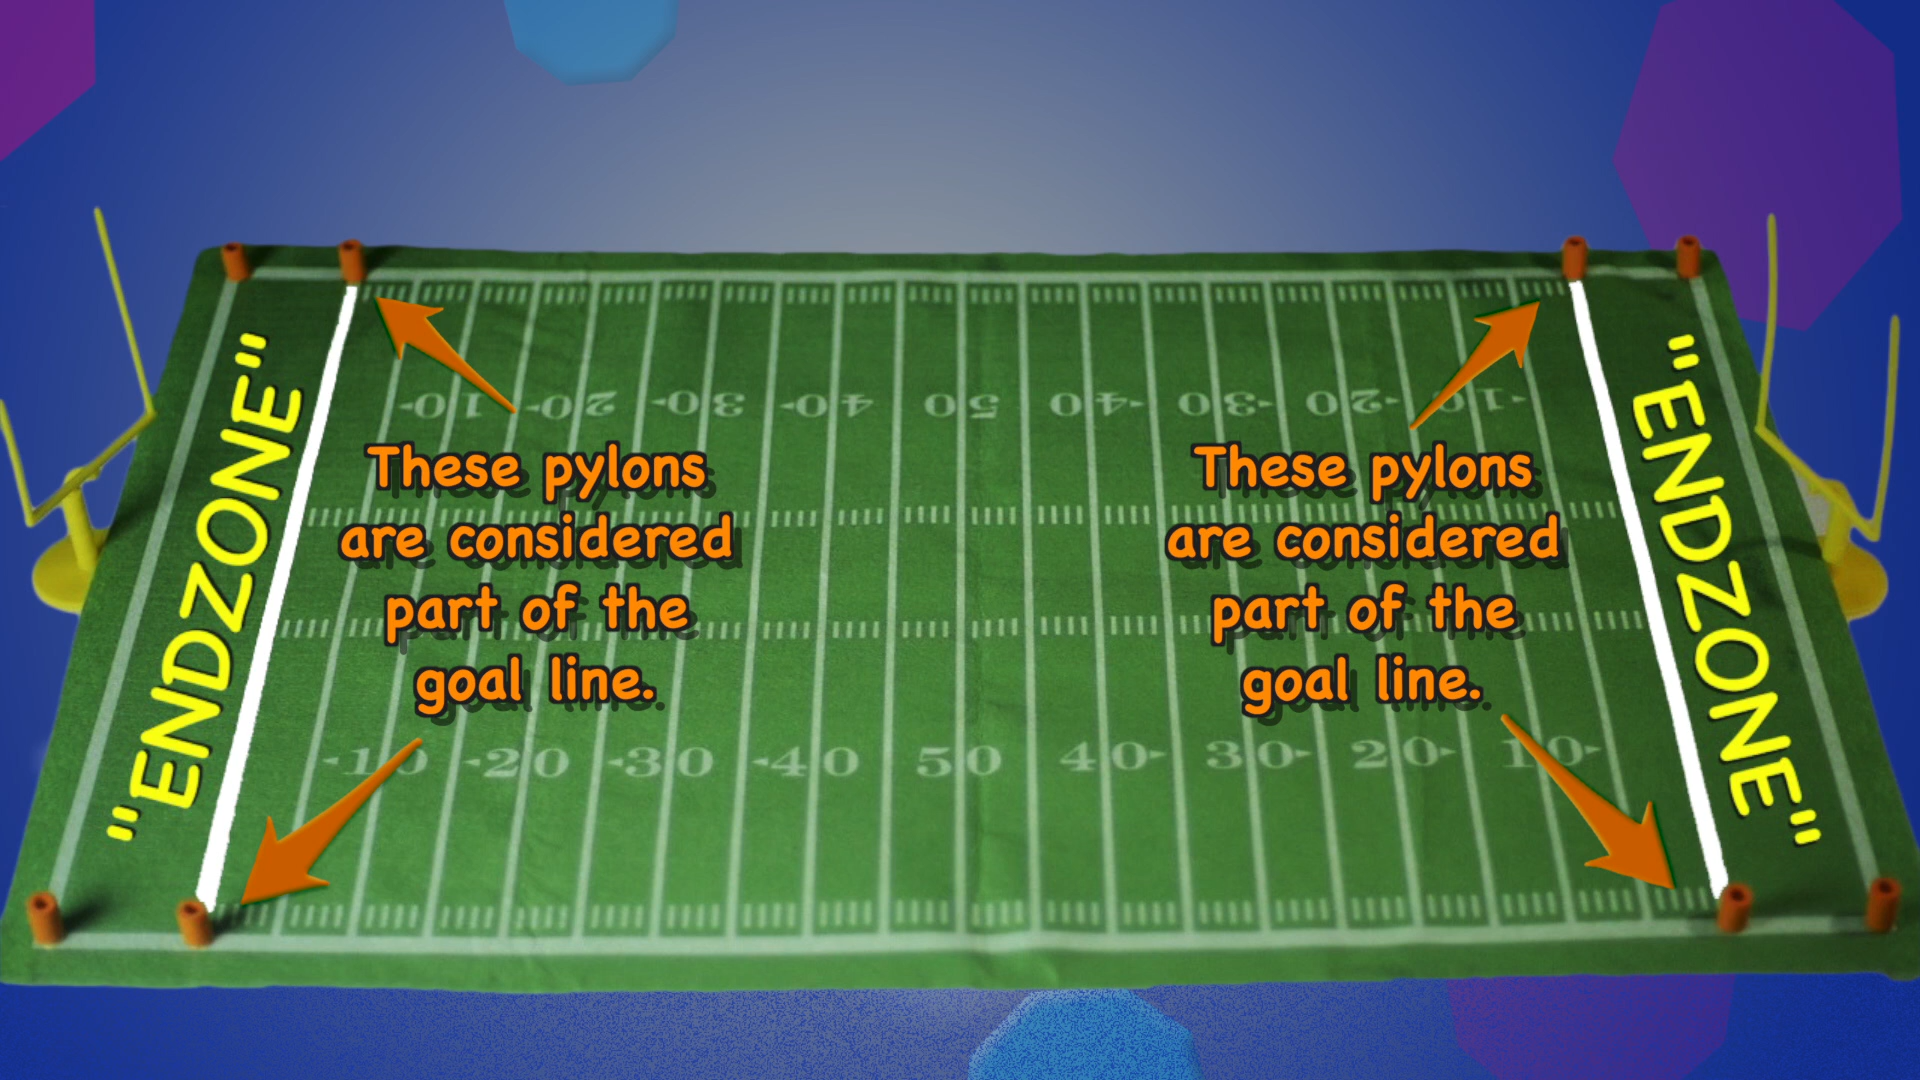 10 20 30 40 50 40 30 20 10
"ENDZONE"
These pylons
are considered
part of the
goal line.
These pylons
are considered
part of the
goal line.
"ENDZONE"
10 20 30 40 50 40 30 20 10